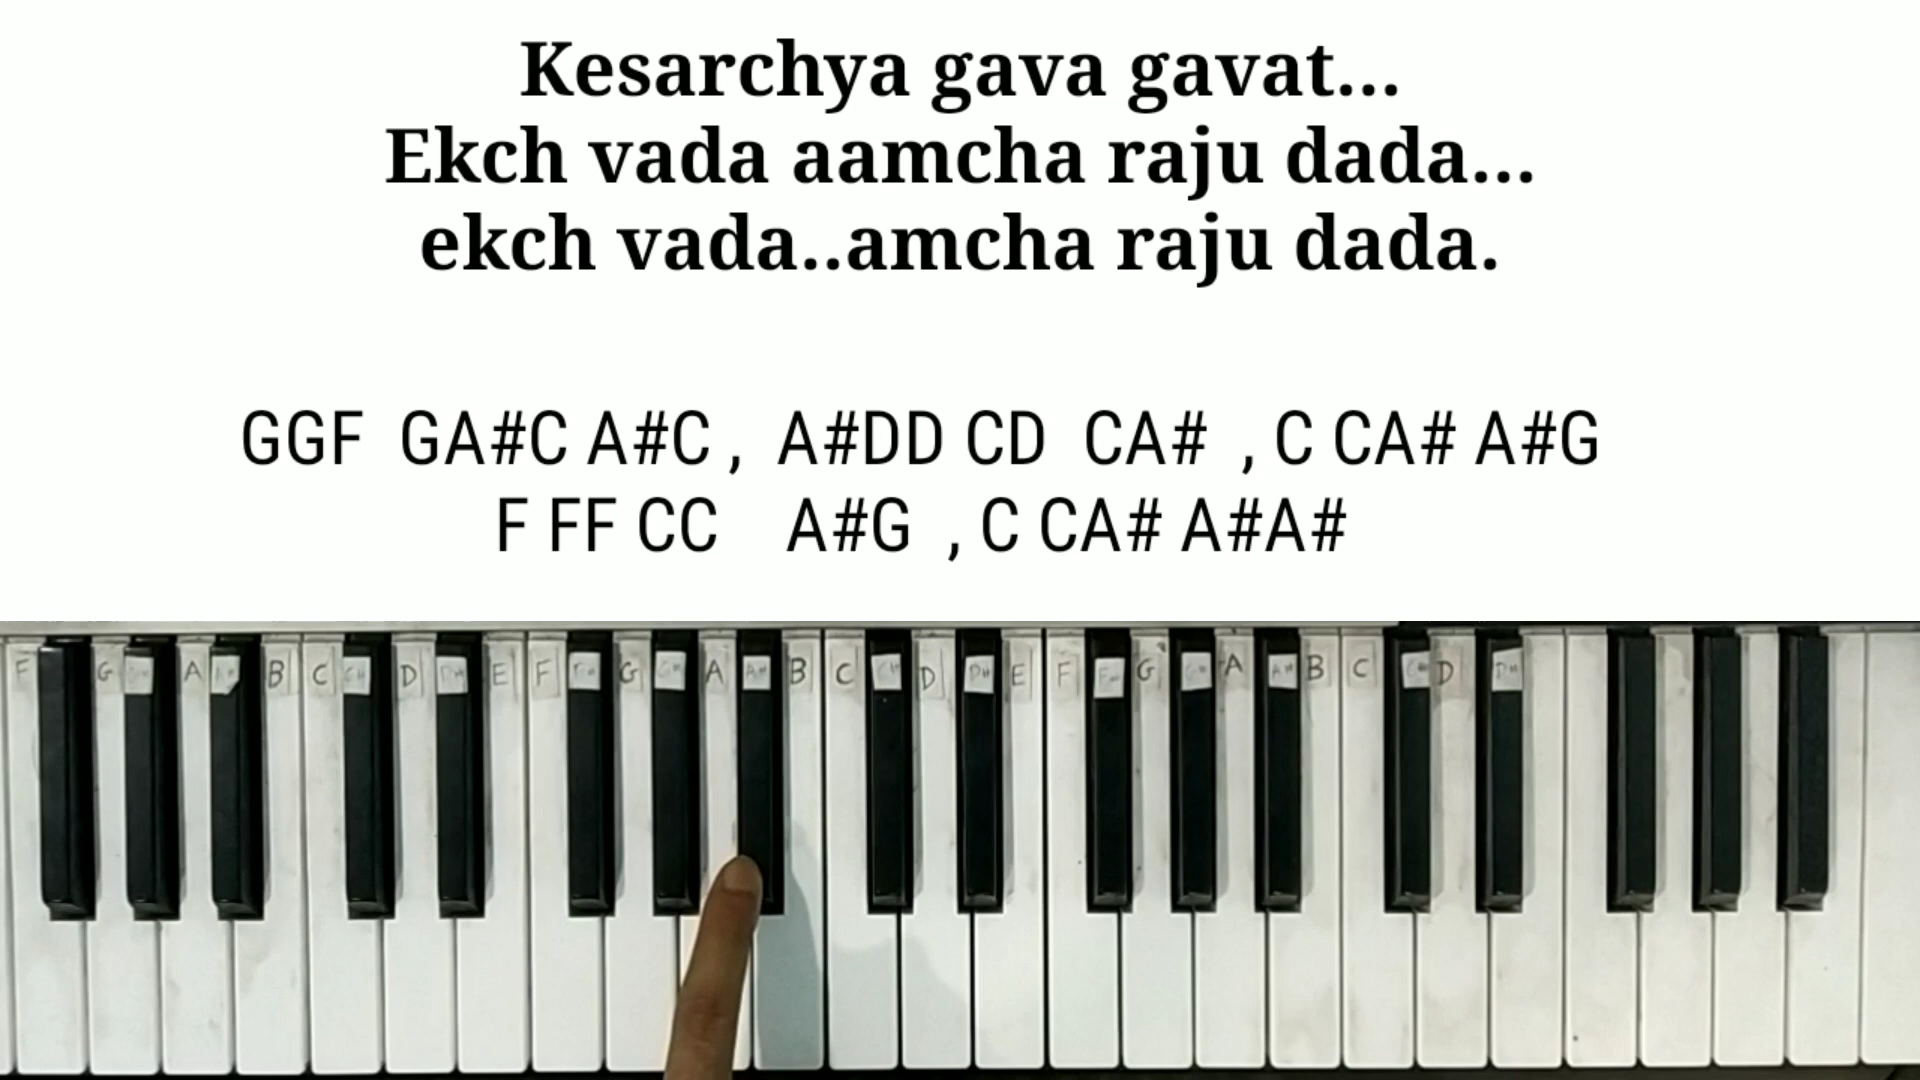 Kesarchya gava gavat...
Ekch vada aamcha raju dada...
ekch vada..amcha raju dada.
GGF GA#C A#C , A#DD CD CA# , C CA# A#G
F FF CC A#G , C CA# A#A#
F G A B C D E F G A A# B C D D# E F F# G A A# B C D D#